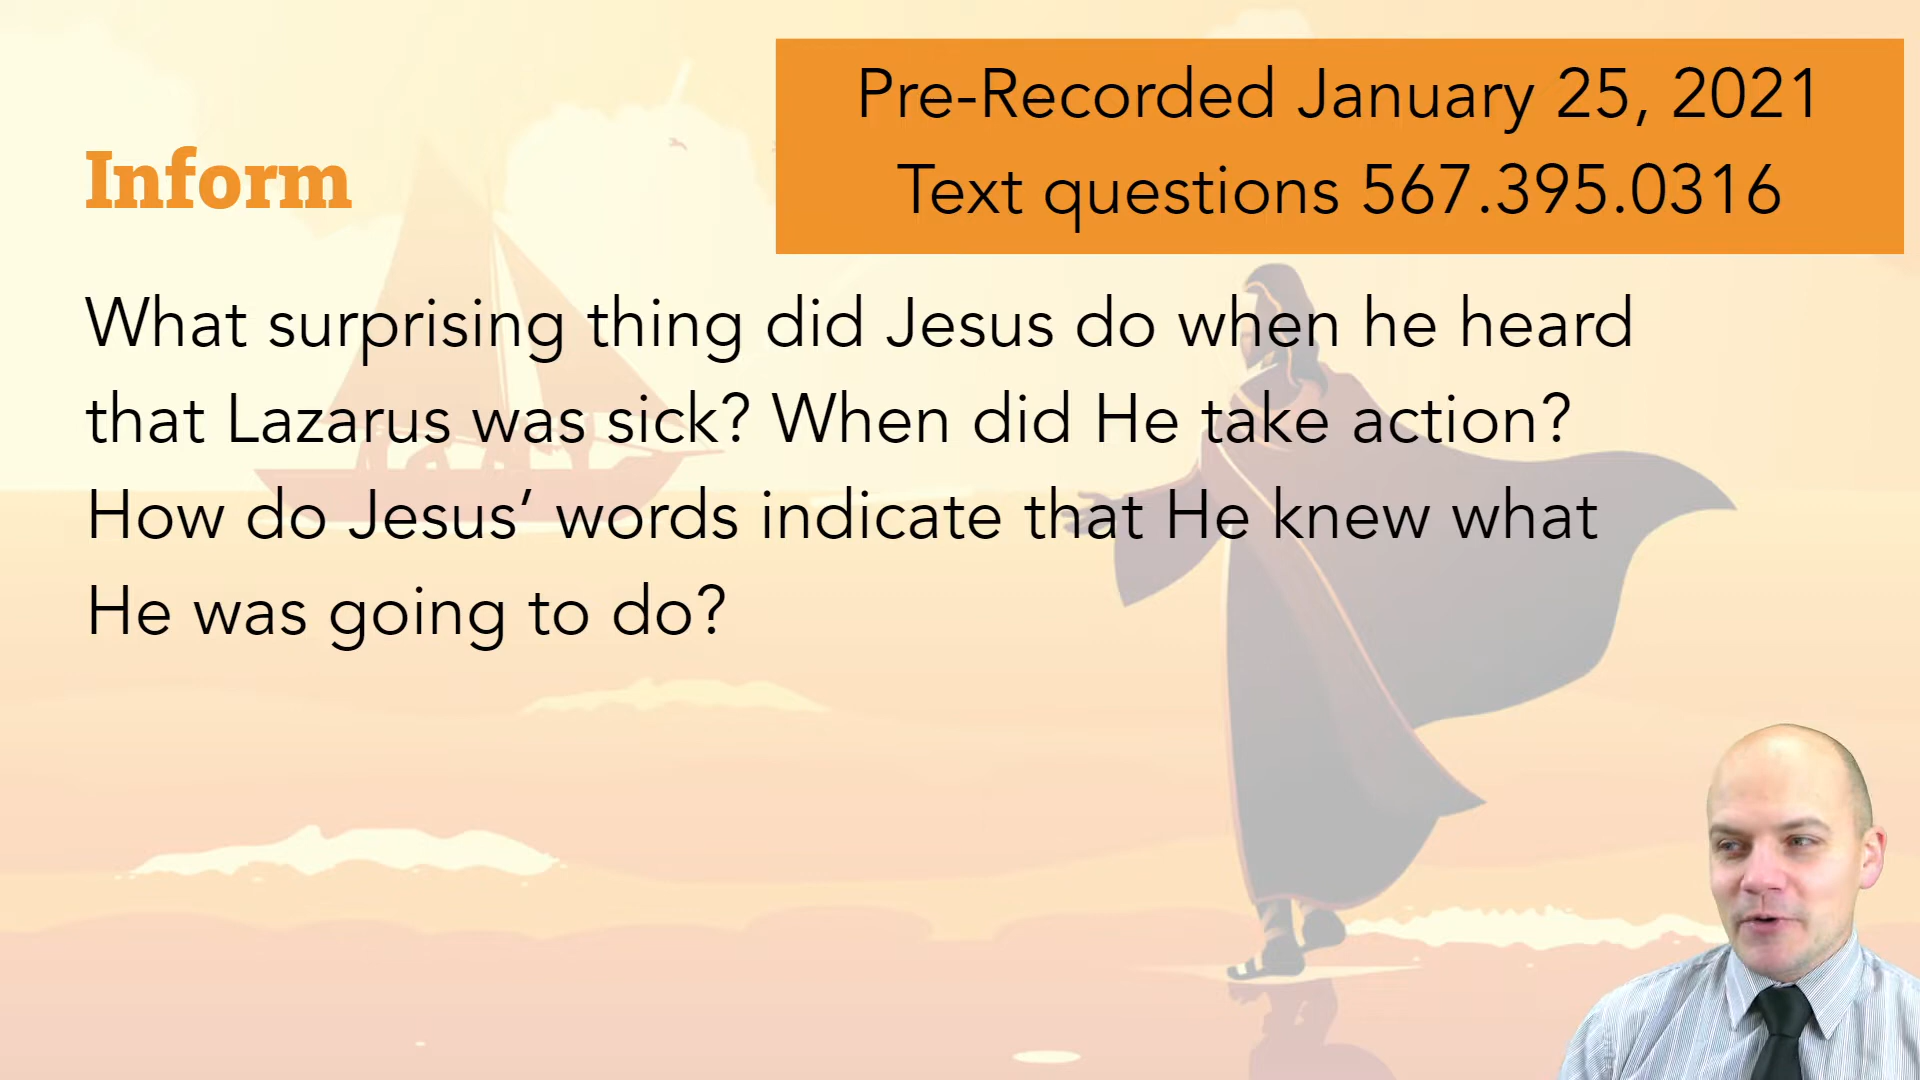 Pre-Recorded January 25, 2021
Text questions 567.395.0316
Inform
What surprising thing did Jesus do when he heard
that Lazarus was sick? When did He take action?
How do Jesus’ words indicate that He knew what
He was going to do?